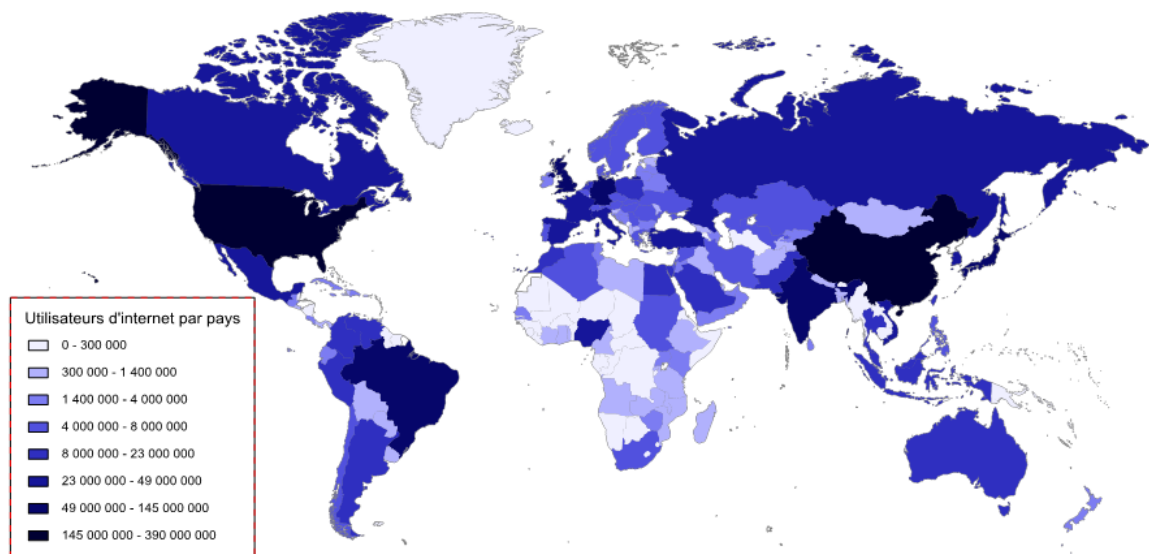 Utilisateurs d'internet par pays
0 - 300 000
300 000 - 1 400 000
1 400 000 - 4 000 000
4 000 000 - 8 000 000
8 000 000 - 23 000 000
23 000 000 - 49 000 000
49 000 000 - 145 000 000
145 000 000 - 390 000 000